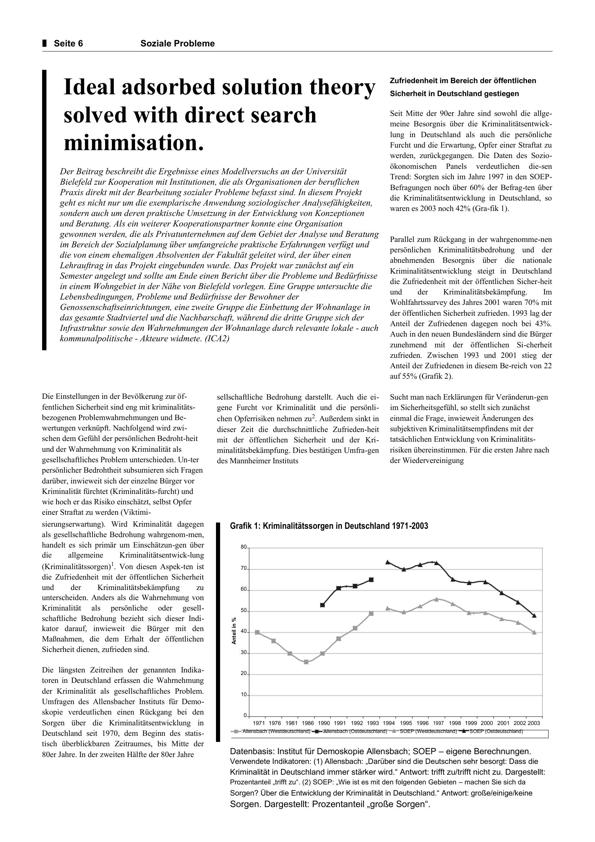 Seite 6 Soziale Probleme
Ideal adsorbed solution theory
solved with direct search
minimisation.
Der Beitrag beschreibt die Ergebnisse eines Modellversuchs an der Universität
Bielefeld zur Kooperation mit Institutionen, die als Organisationen der beruflichen
Praxis direkt mit der Bearbeitung sozialer Probleme befasst sind. In diesem Projekt
geht es nicht nur um die exemplarische Anwendung soziologischer Analysefähigkeiten,
sondern auch um deren praktische Umsetzung in der Entwicklung von Konzeptionen
und Beratung. Als ein weiterer Kooperationspartner konnte eine Organisation
gewonnen werden, die als Privatunternehmen auf dem Gebiet der Analyse und Beratung
im Bereich der Sozialplanung über umfangreiche praktische Erfahrungen verfügt und
die von einem ehemaligen Absolventen der Fakultät geleitet wird, der über einen
Lehrauftrag in das Projekt eingebunden wurde. Das Projekt war zunächst auf ein
Semester angelegt und sollte am Ende einen Bericht über die Probleme und Bedürfnisse
in einem Wohngebiet in der Nähe von Bielefeld vorlegen. Eine Gruppe untersuchte die
Lebensbedingungen, Probleme und Bedürfnisse der Bewohner der
Genossenschaftseinrichtungen, eine zweite Gruppe die Einbettung der Wohnanlage in
das gesamte Stadtviertel und die Nachbarschaft, während die dritte Gruppe sich der
Infrastruktur sowie den Wahrnehmungen der Wohnanlage durch relevante lokale - auch
kommunalpolitische - Akteure widmete. (ICA2)
Zufriedenheit im Bereich der öffentlichen
Sicherheit in Deutschland gestiegen
Seit Mitte der 90er Jahre sind sowohl die allge-
meine Besorgnis über die Kriminalitätsentwick-
lung in Deutschland als auch die persönliche
Furcht und die Erwartung, Opfer einer Straftat zu
werden, zurückgegangen. Die Daten des Sozio-
ökonomischen Panels verdeutlichen die-sen
Trend: Sorgten sich im Jahre 1997 in den SOEP-
Befragungen noch über 60% der Befrag-ten über
die Kriminalitätsentwicklung in Deutschland, so
waren es 2003 noch 42% (Gra-fik 1).
Parallel zum Rückgang in der wahrgenomme-nen
persönlichen Kriminalitätsbedrohung und der
abnehmenden Besorgnis über die nationale
Kriminalitätsentwicklung steigt in Deutschland
die Zufriedenheit mit der öffentlichen Sicher-heit
und der Kriminalitätsbekämpfung. Im
Wohlfahrtssurvey des Jahres 2001 waren 70% mit
der öffentlichen Sicherheit zufrieden. 1993 lag der
Anteil der Zufriedenen dagegen noch bei 43%.
Auch in den neuen Bundesländern sind die Bürger
zunehmend mit der öffentlichen Si-cherheit
zufrieden. Zwischen 1993 und 2001 stieg der
Anteil der Zufriedenen in diesem Be-reich von 22
auf 55% (Grafik 2).
Die Einstellungen in der Bevölkerung zur öf-
fentlichen Sicherheit sind eng mit kriminalitäts-
bezogenen Problemwahrnehmungen und Be-
wertungen verknüpft. Nachfolgend wird zwi-
schen dem Gefühl der persönlichen Bedroht-heit
und der Wahrnehmung von Kriminalität als
gesellschaftliches Problem unterschieden. Un-ter
persönlicher Bedrohtheit subsumieren sich Fragen
darüber, inwieweit sich der einzelne Bürger vor
Kriminalität fürchtet (Kriminalitäts-furcht) und
wie hoch er das Risiko einschätzt, selbst Opfer
einer Straftat zu werden (Viktimi-
sierungserwartung). Wird Kriminalität dagegen
als gesellschaftliche Bedrohung wahrgenom-men,
handelt es sich primär um Einschätzun-gen über
die allgemeine Kriminalitätsentwick-lung
(Kriminalitätssorgen)1. Von diesen Aspek-ten ist
die Zufriedenheit mit der öffentlichen Sicherheit
und der Kriminalitätsbekämpfung zu
unterscheiden. Anders als die Wahrnehmung von
Kriminalität als persönliche oder gesell-
schaftliche Bedrohung bezieht sich dieser Indi-
kator darauf, inwieweit die Bürger mit den
Maßnahmen, die dem Erhalt der öffentlichen
Sicherheit dienen, zufrieden sind.
Die längsten Zeitreihen der genannten Indika-
toren in Deutschland erfassen die Wahrnehmung
der Kriminalität als gesellschaftliches Problem.
Umfragen des Allensbacher Instituts für Demo-
skopie verdeutlichen einen Rückgang bei den
Sorgen über die Kriminalitätsentwicklung in
Deutschland seit 1970, dem Beginn des statis-
tisch überblickbaren Zeitraumes, bis Mitte der
80er Jahre. In der zweiten Hälfte der 80er Jahre
sellschaftliche Bedrohung darstellt. Auch die ei-
gene Furcht vor Kriminalität und die persönli-
chen Opferrisiken nehmen zu2. Außerdem sinkt in
dieser Zeit die durchschnittliche Zufrieden-heit
mit der öffentlichen Sicherheit und der Kri-
minalitätsbekämpfung. Dies bestätigen Umfra-gen
des Mannheimer Instituts
Sucht man nach Erklärungen für Veränderun-gen
im Sicherheitsgefühl, so stellt sich zunächst
einmal die Frage, inwieweit Änderungen des
subjektiven Kriminalitätsempfindens mit der
tatsächlichen Entwicklung von Kriminalitäts-
risiken übereinstimmen. Für die ersten Jahre nach
der Wiedervereinigung
Grafik 1: Kriminalitätssorgen in Deutschland 1971-2003
Anteil in %
80
70
60
50
40
30
20
10
0
1971 1976 1981 1986 1990 1991 1992 1993 1994 1995 1996 1997 1998 1999 2000 2001 2002 2003
Allensbach (Westdeutschland) Allensbach (Ostdeutschland) SOEP (Westdeutschland) SOEP (Ostdeutschland)
Datenbasis: Institut für Demoskopie Allensbach; SOEP – eigene Berechnungen.
Verwendete Indikatoren: (1) Allensbach: „Darüber sind die Deutschen sehr besorgt: Dass die
Kriminalität in Deutschland immer stärker wird.“ Antwort: trifft zu/trifft nicht zu. Dargestellt:
Prozentanteil „trifft zu“. (2) SOEP: „Wie ist es mit den folgenden Gebieten – machen Sie sich da
Sorgen? Über die Entwicklung der Kriminalität in Deutschland.“ Antwort: große/einige/keine
Sorgen. Dargestellt: Prozentanteil „große Sorgen“.